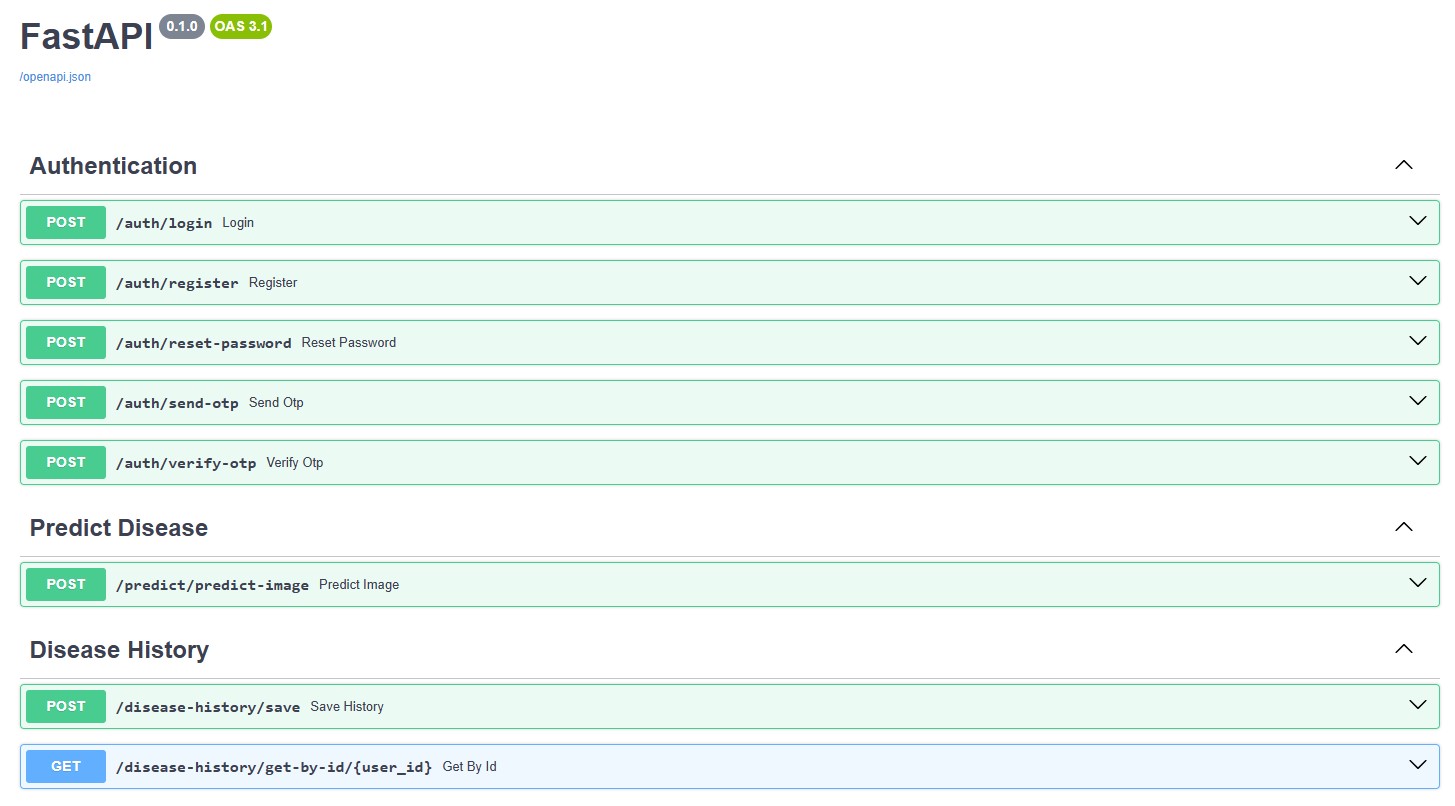 FastAPI 0.1.0 OAS 3.1
/openapi.json
Authentication
POST /auth/login Login
POST /auth/register Register
POST /auth/reset-password Reset Password
POST /auth/send-otp Send Otp
POST /auth/verify-otp Verify Otp
Predict Disease
POST /predict/predict-image Predict Image
Disease History
POST /disease-history/save Save History
GET /disease-history/get-by-id/{user_id} Get By Id